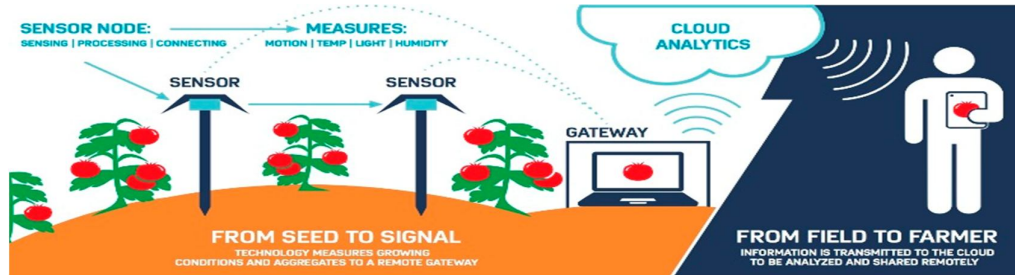 SENSOR NODE:
SENSING | PROCESSING | CONNECTING
MEASURES:
MOTION | TEMP | LIGHT | HUMIDITY
SENSOR
SENSOR
GATEWAY
CLOUD
ANALYTICS
FROM SEED TO SIGNAL
TECHNOLOGY MEASURES GROWING
CONDITIONS AND AGGREGATES TO A REMOTE GATEWAY
FROM FIELD TO FARMER
INFORMATION IS TRANSMITTED TO THE CLOUD
TO BE ANALYZED AND SHARED REMOTELY